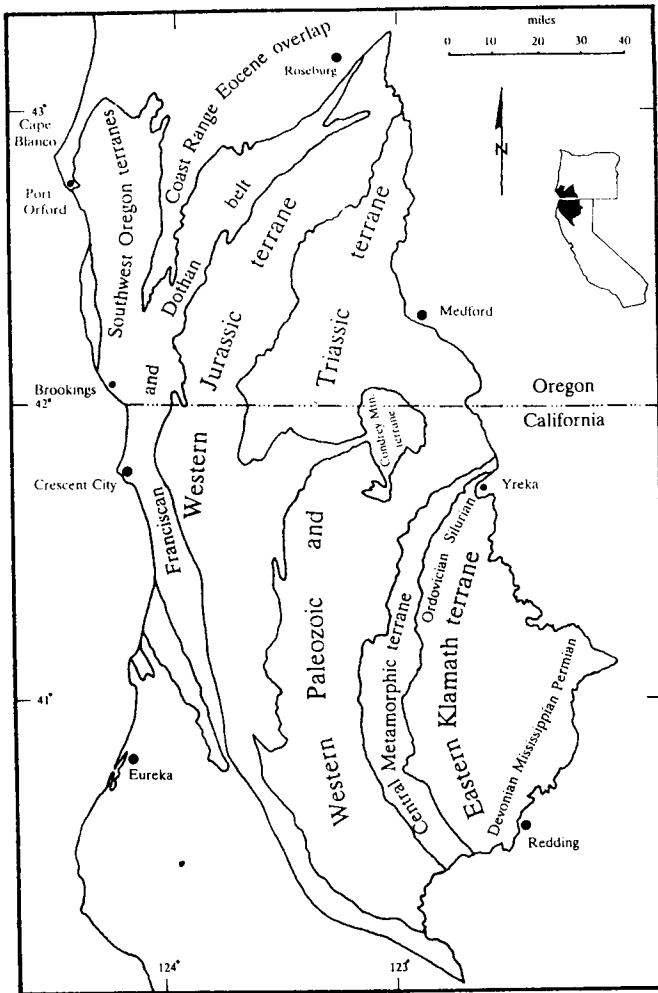 miles
0 10 20 30 40
Roseburg
Coast Range Eocene overlap
43°
Cape
Blanco
Port
Orford
Southwest Oregon terranes
N
Franciscan and Dothan belt
Western Jurassic terrane
Western Paleozoic and Triassic terrane
Medford
Brookings
42°
Oregon
California
Condrey Mtn.
terrane
Crescent City
Yreka
Ordovician Silurian
Central Metamorphic terrane
Eastern Klamath terrane
Devonian Mississippian Permian
41°
Eureka
Redding
124°
123°